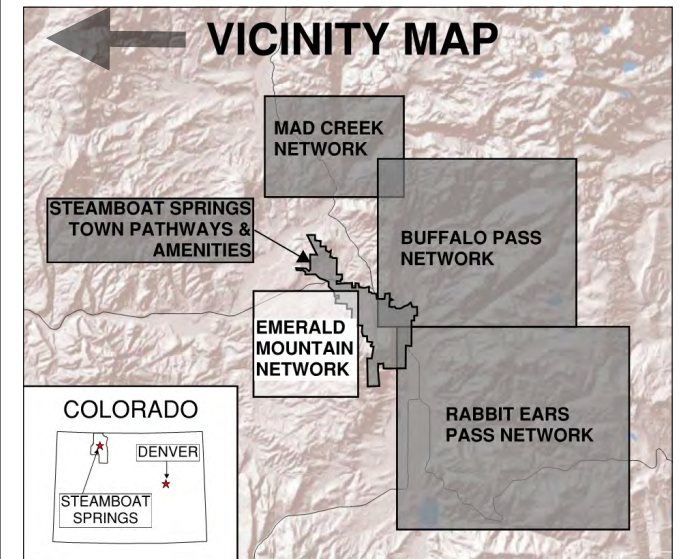 VICINITY MAP
MAD CREEK
NETWORK
STEAMBOAT SPRINGS
TOWN PATHWAYS &
AMENITIES
BUFFALO PASS
NETWORK
EMERALD
MOUNTAIN
NETWORK
RABBIT EARS
PASS NETWORK
COLORADO
DENVER
STEAMBOAT
SPRINGS